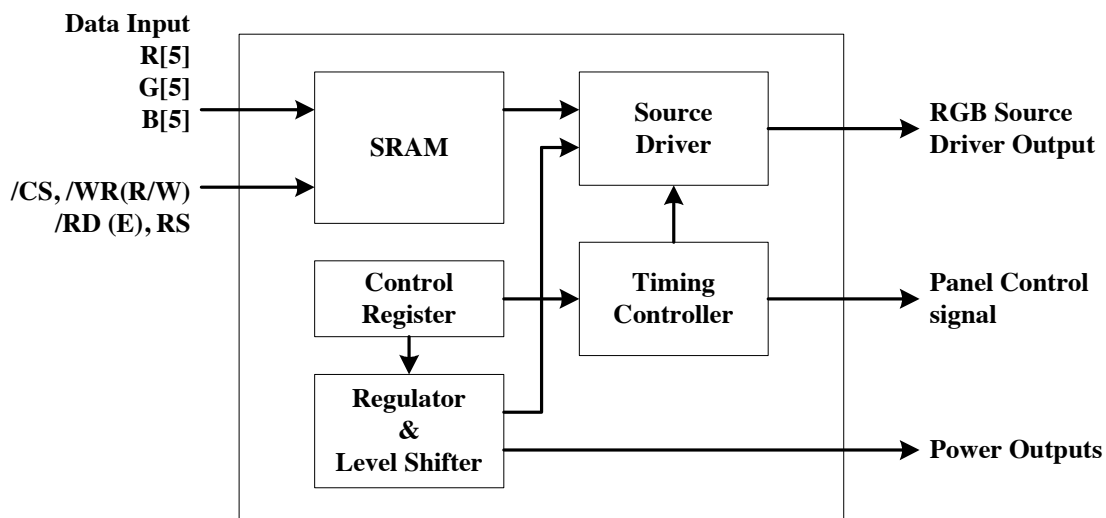 Data Input
R[5]
G[5]
B[5]
/CS, /WR(R/W)
/RD (E), RS
SRAM
Source
Driver
RGB Source
Driver Output
Control
Register
Timing
Controller
Panel Control
signal
Regulator
&
Level Shifter
Power Outputs